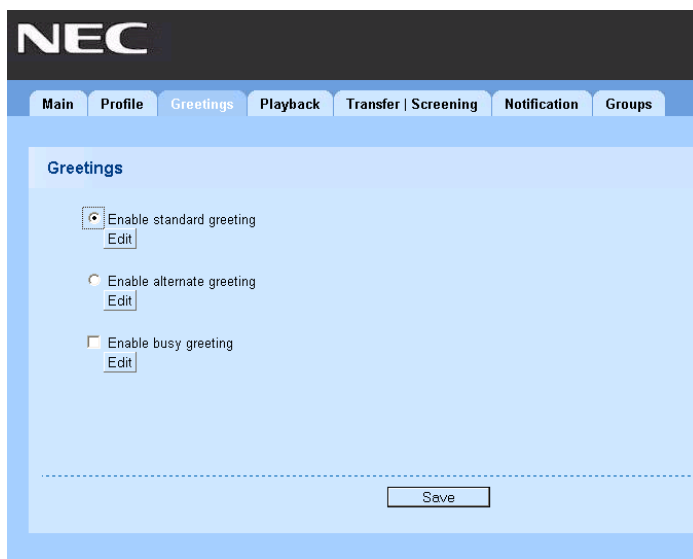 NEC
Main Profile Greetings Playback Transfer | Screening Notification Groups
Greetings
Enable standard greeting
Edit
Enable alternate greeting
Edit
Enable busy greeting
Edit
Save